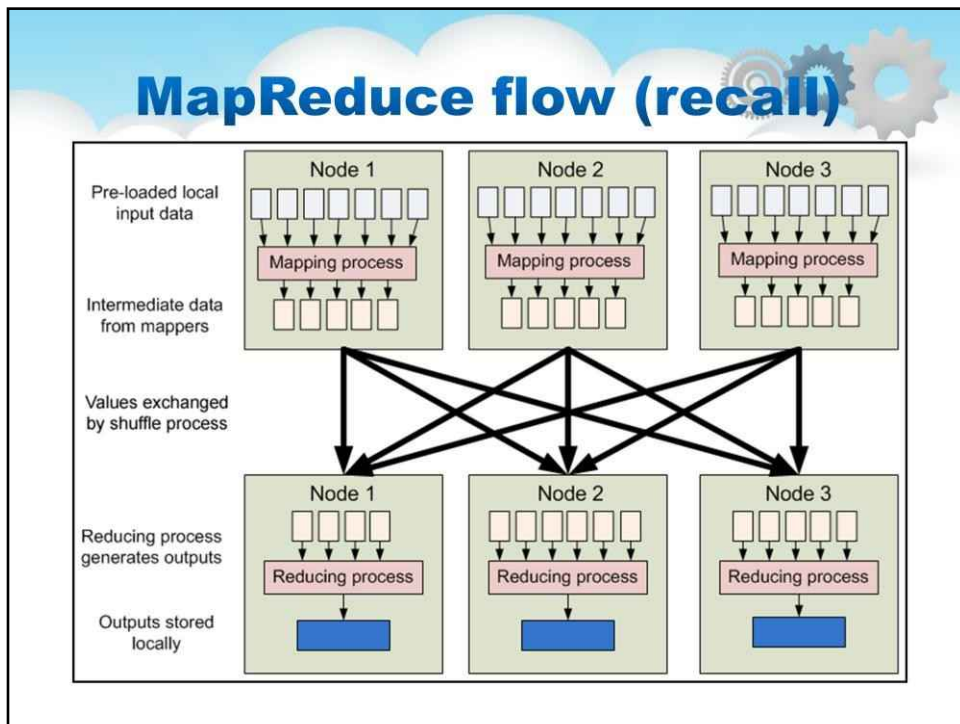 MapReduce flow (recall)
Node 1
Node 2
Node 3
Pre-loaded local
input data
Mapping process
Mapping process
Mapping process
Intermediate data
from mappers
Values exchanged
by shuffle process
Node 1
Node 2
Node 3
Reducing process
generates outputs
Reducing process
Reducing process
Reducing process
Outputs stored
locally